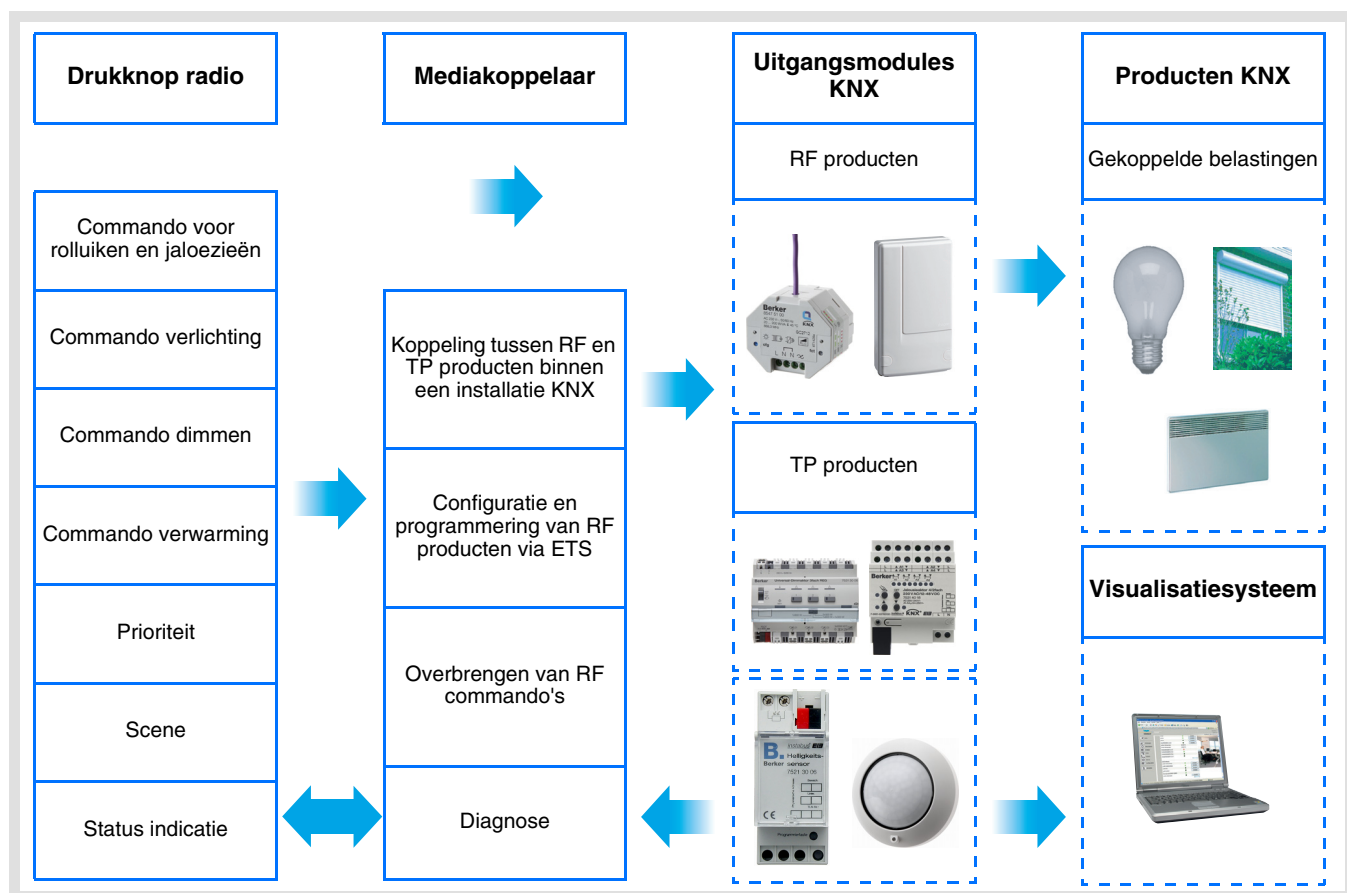 Drukknop radio
Mediakoppelaar
Uitgangsmodules
KNX
Producten KNX
RF producten
Gekoppelde belastingen
Commando voor
rolluiken en jaloezieën
Commando verlichting
Commando dimmen
Commando verwarming
Prioriteit
Scene
Status indicatie
Koppeling tussen RF en
TP producten binnen
een installatie KNX
Configuratie en
programmering van RF
producten via ETS
Overbrengen van RF
commando's
Diagnose
Berker
KNX
L N N
TP producten
Berker
Berker
KNX
Visualisatiesysteem
B.
Berker
Helligkeits-
sensor
7521 30 06
CE